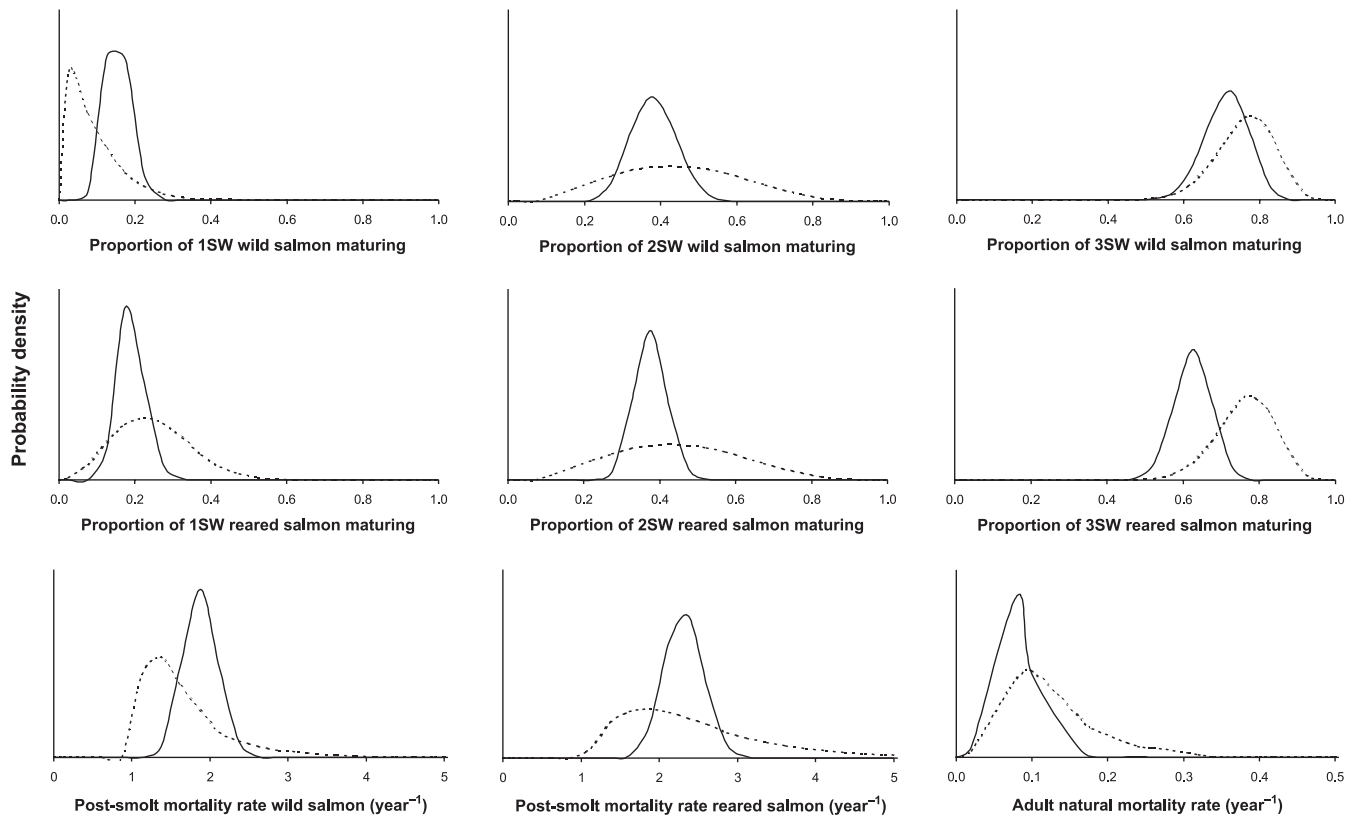 Probability density
0.0 0.2 0.4 0.6 0.8 1.0
Proportion of 1SW wild salmon maturing
0.0 0.2 0.4 0.6 0.8 1.0
Proportion of 2SW wild salmon maturing
0.0 0.2 0.4 0.6 0.8 1.0
Proportion of 3SW wild salmon maturing
0.0 0.2 0.4 0.6 0.8 1.0
Proportion of 1SW reared salmon maturing
0.0 0.2 0.4 0.6 0.8 1.0
Proportion of 2SW reared salmon maturing
0.0 0.2 0.4 0.6 0.8 1.0
Proportion of 3SW reared salmon maturing
0 1 2 3 4 5
Post-smolt mortality rate wild salmon (year⁻¹)
0 1 2 3 4 5
Post-smolt mortality rate reared salmon (year⁻¹)
0.0 0.1 0.2 0.3 0.4 0.5
Adult natural mortality rate (year⁻¹)